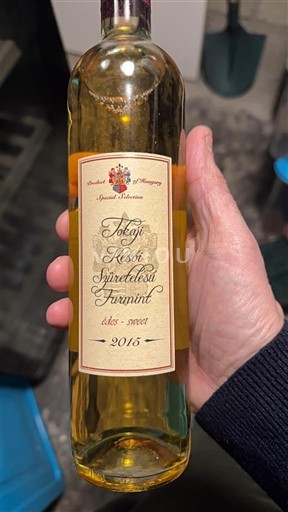 Product of Hungary
Special Selection
Tokaji
Késői
Szüretelésű
Furmint
édes - sweet
2015